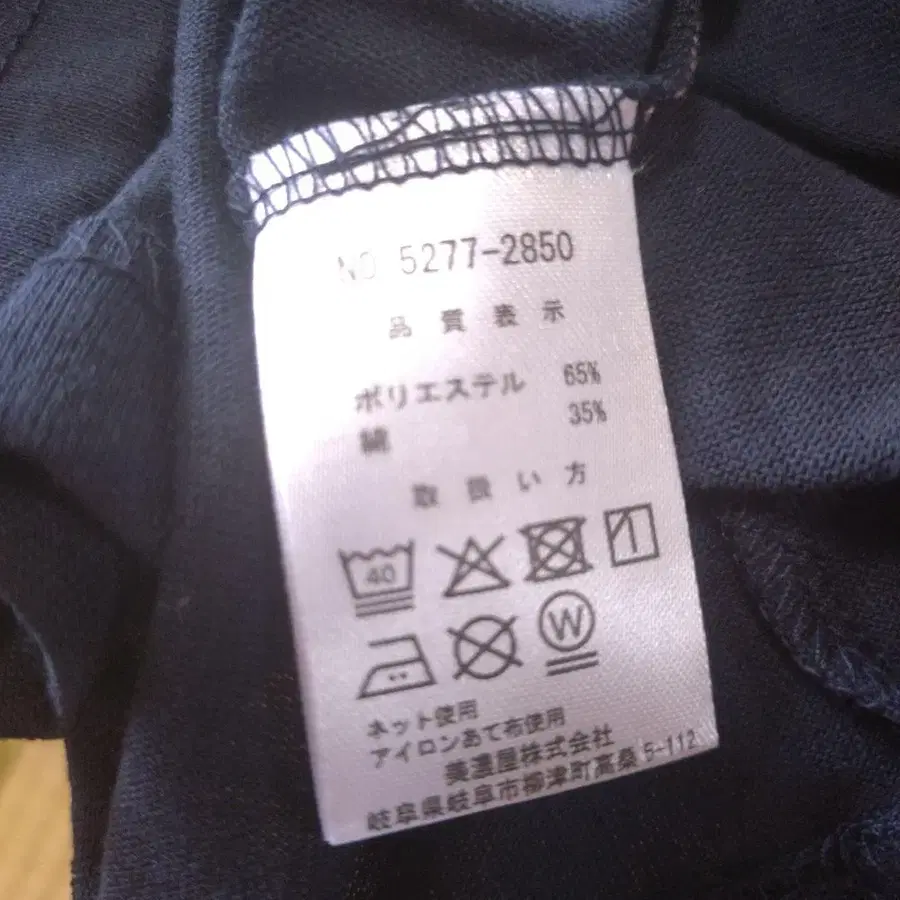 NO 5277-2850
品質表示
ポリエステル 65%
綿 35%
取扱い方
40
W
ネット使用
アイロンあて布使用
美濃屋株式会社
岐阜県岐阜市柳津町高桑5-112